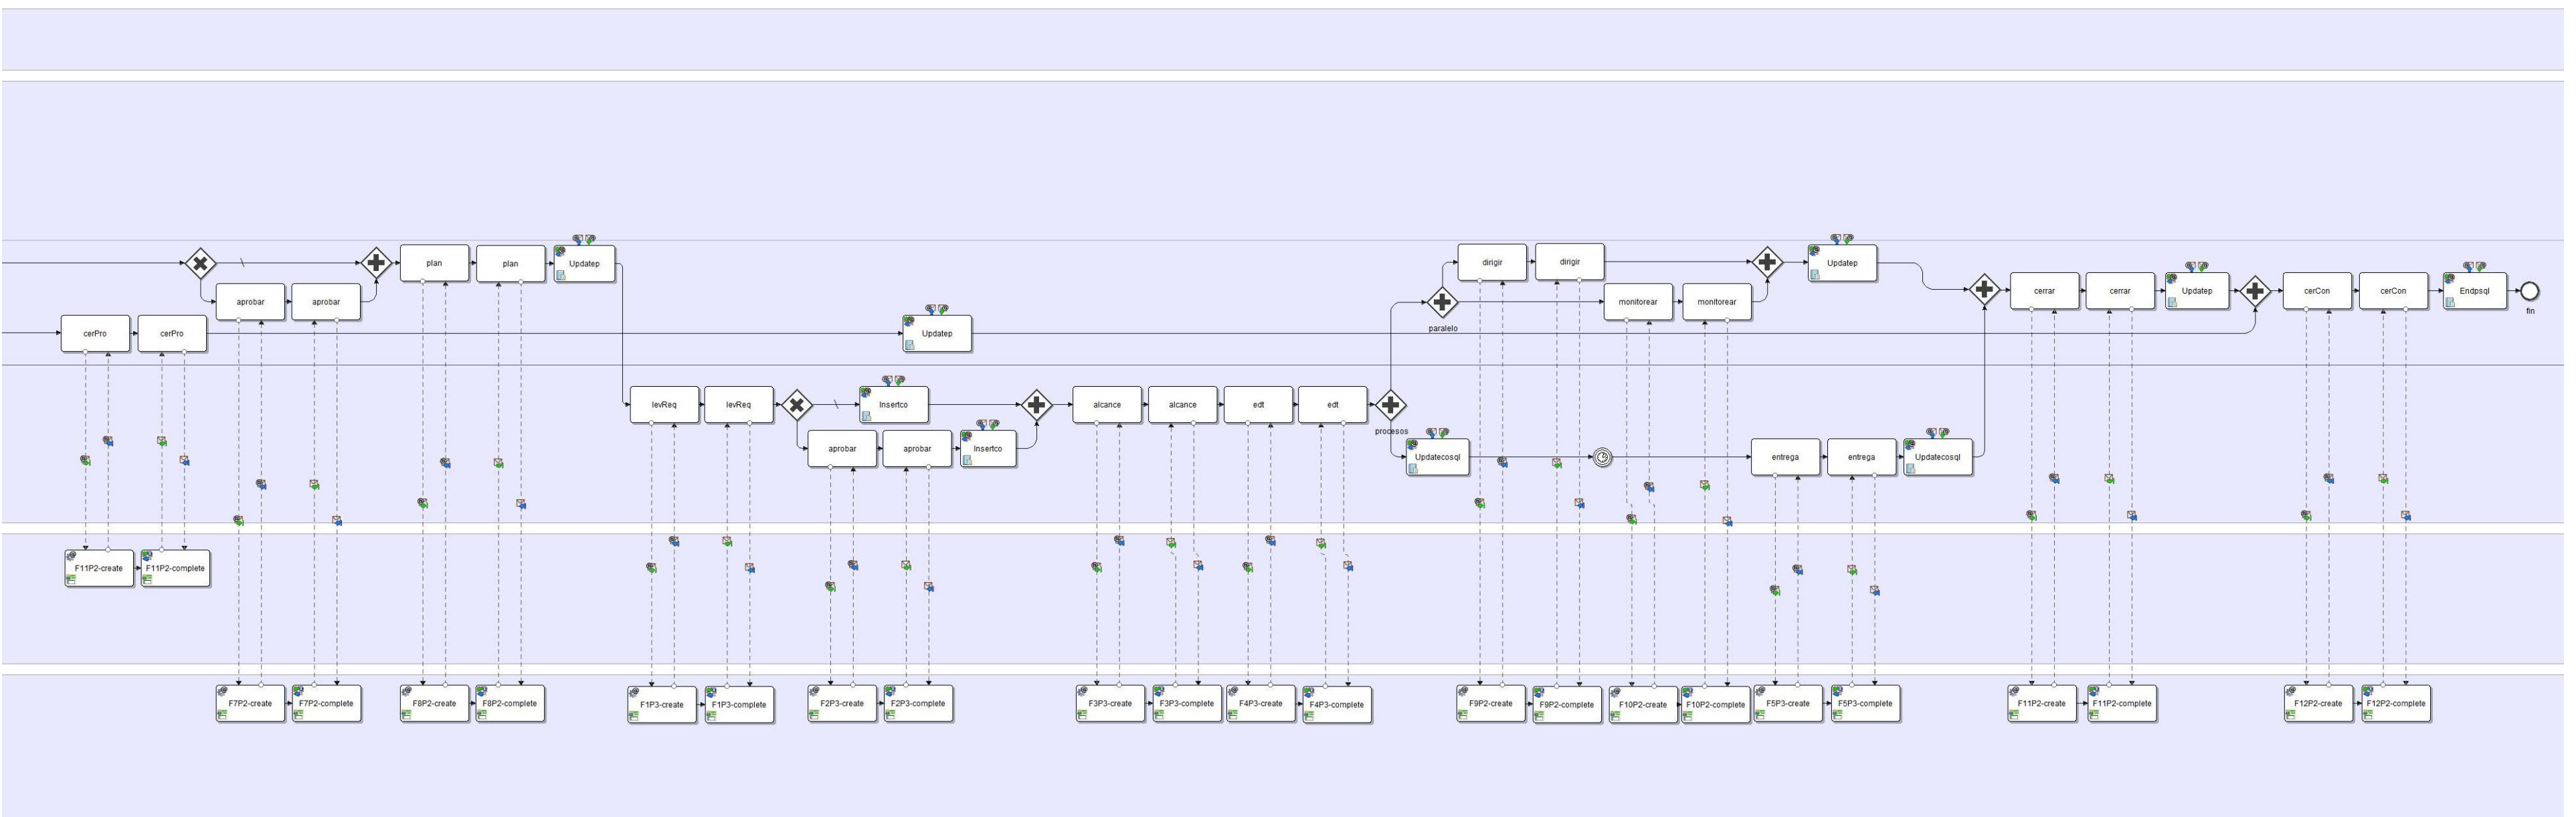 dirigir
dirigir
Updatep
plan
plan
Updatep
aprobar
aprobar
monitorear
monitorear
cerrar
cerrar
Updatep
cerCon
cerCon
Endpsql
fin
paralelo
cerPro
cerPro
Updatep
levReq
levReq
Insertco
alcance
alcance
edt
edt
procesos
aprobar
aprobar
Insertco
Updatecosql
entrega
entrega
Updatecosql
F11P2-create
F11P2-complete
F7P2-create
F7P2-complete
F8P2-create
F8P2-complete
F1P3-create
F1P3-complete
F2P3-create
F2P3-complete
F3P3-create
F3P3-complete
F4P3-create
F4P3-complete
F9P2-create
F9P2-complete
F10P2-create
F10P2-complete
F5P3-create
F5P3-complete
F11P2-create
F11P2-complete
F12P2-create
F12P2-complete